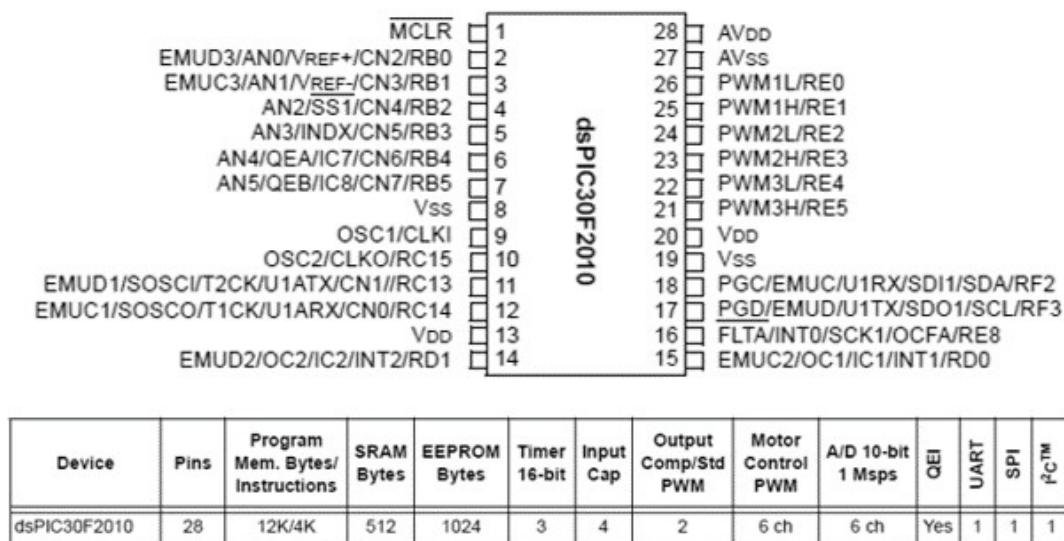 MCLR 1 28 AVDD
EMUD3/AN0/VREF+/CN2/RB0 2 27 AVSS
EMUC3/AN1/VREF-/CN3/RB1 3 26 PWM1L/RE0
AN2/SS1/CN4/RB2 4 25 PWM1H/RE1
AN3/INDX/CN5/RB3 5 24 PWM2L/RE2
AN4/QEA/IC7/CN6/RB4 6 23 PWM2H/RE3
AN5/QEB/IC8/CN7/RB5 7 22 PWM3L/RE4
VSS 8 21 PWM3H/RE5
OSC1/CLKI 9 20 VDD
OSC2/CLKO/RC15 10 19 VSS
EMUD1/SOSCI/T2CK/U1ATX/CN1//RC13 11 18 PGC/EMUC/U1RX/SDI1/SDA/RF2
EMUC1/SOSCO/T1CK/U1ARX/CN0/RC14 12 17 PGD/EMUD/U1TX/SDO1/SCL/RF3
VDD 13 16 FLTA/INT0/SCK1/OCFA/RE8
EMUD2/OC2/IC2/INT2/RD1 14 15 EMUC2/OC1/IC1/INT1/RD0
dsPIC30F2010
Device Pins Program Mem. Bytes/ Instructions SRAM Bytes EEPROM Bytes Timer 16-bit Input Cap Output Comp/Std PWM Motor Control PWM A/D 10-bit 1 Msps QEI UART SPI I²C™
dsPIC30F2010 28 12K/4K 512 1024 3 4 2 6 ch 6 ch Yes 1 1 1